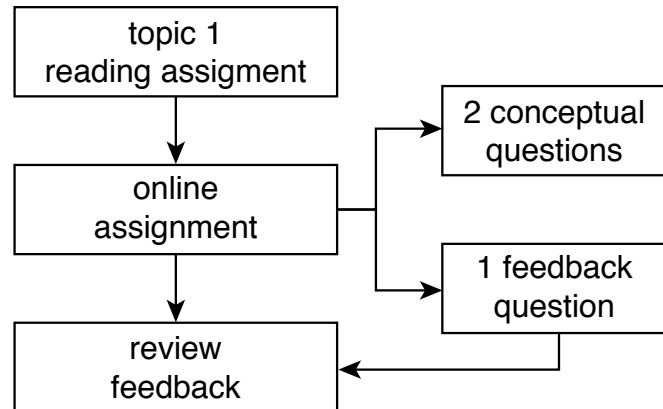 topic 1
reading assigment
2 conceptual
questions
online
assignment
1 feedback
question
review
feedback